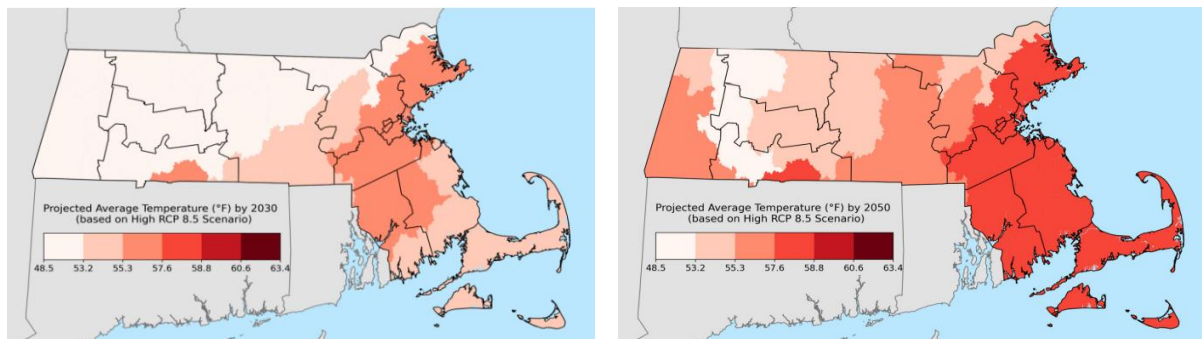 Projected Average Temperature (°F) by 2030
(based on High RCP 8.5 Scenario)
48.5 53.2 55.3 57.6 58.8 60.6 63.4
Projected Average Temperature (°F) by 2050
(based on High RCP 8.5 Scenario)
48.5 53.2 55.3 57.6 58.8 60.6 63.4